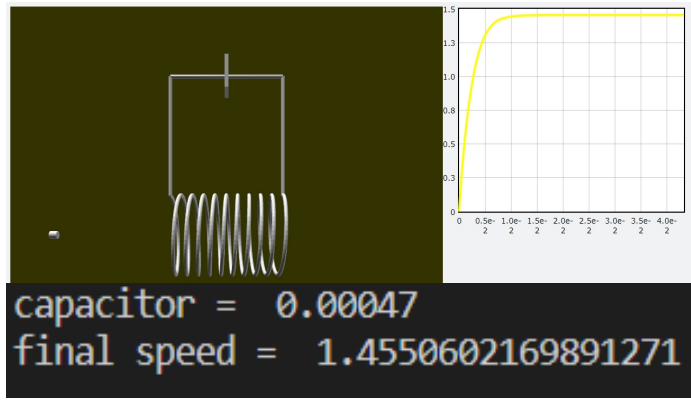 1.5
1.3
1.0
0.8
0.5
0.3
0
0 0.5e-2 1.0e-2 1.5e-2 2.0e-2 2.5e-2 3.0e-2 3.5e-2 4.0e-2
capacitor =  0.00047
final speed =  1.4550602169891271